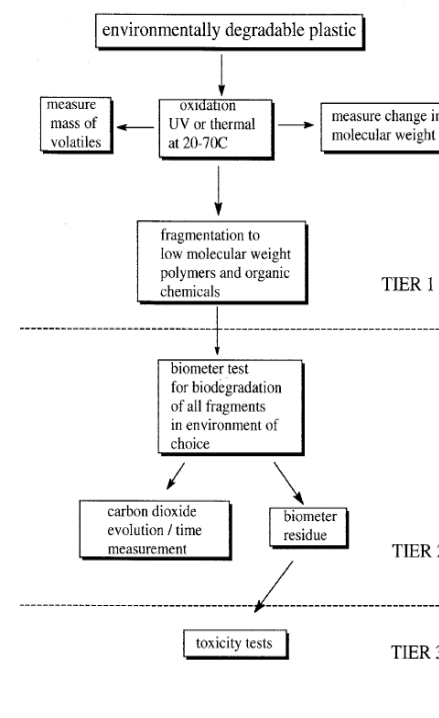 environmentally degradable plastic
measure
mass of
volatiles
oxidation
UV or thermal
at 20-70C
measure change in
molecular weight
fragmentation to
low molecular weight
polymers and organic
chemicals
TIER 1
biometer test
for biodegradation
of all fragments
in environment of
choice
carbon dioxide
evolution / time
measurement
biometer
residue
TIER 2
toxicity tests
TIER 3